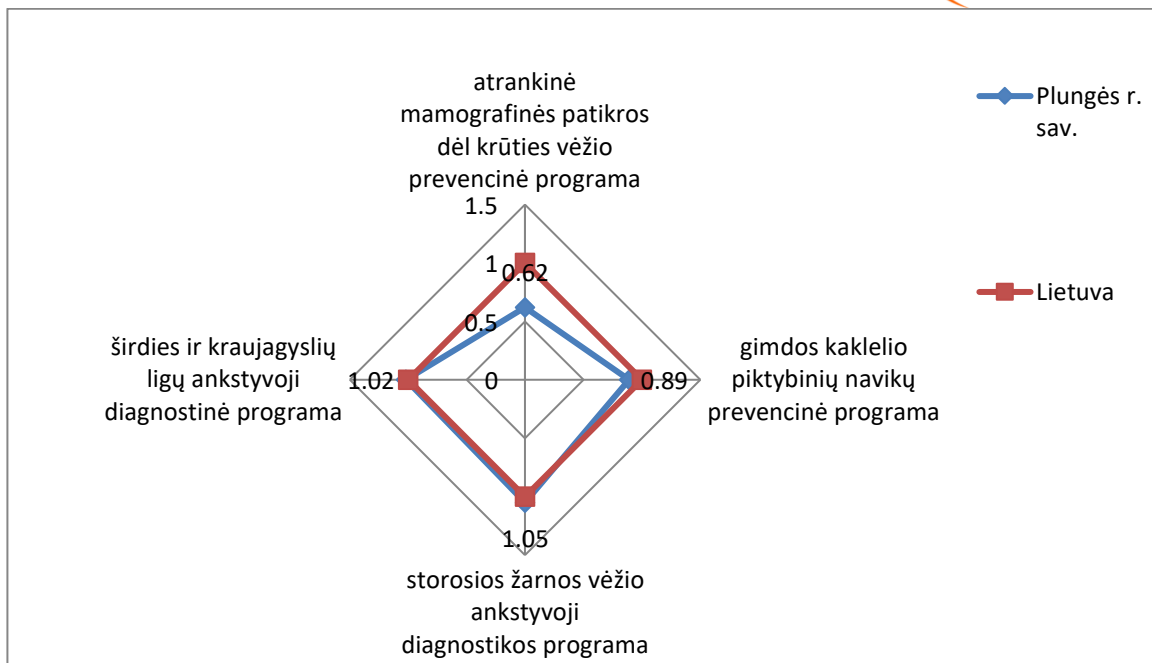 atrankinė
mamografinės patikros
dėl krūties vėžio
prevencinė programa
Plungės r.
sav.
Lietuva
1.5
1
0.62
0.5
0
širdies ir kraujagyslių
ligų ankstyvoji
diagnostinė programa
1.02
0.89
gimdos kaklelio
piktybinių navikų
prevencinė programa
1.05
storosios žarnos vėžio
ankstyvoji
diagnostikos programa